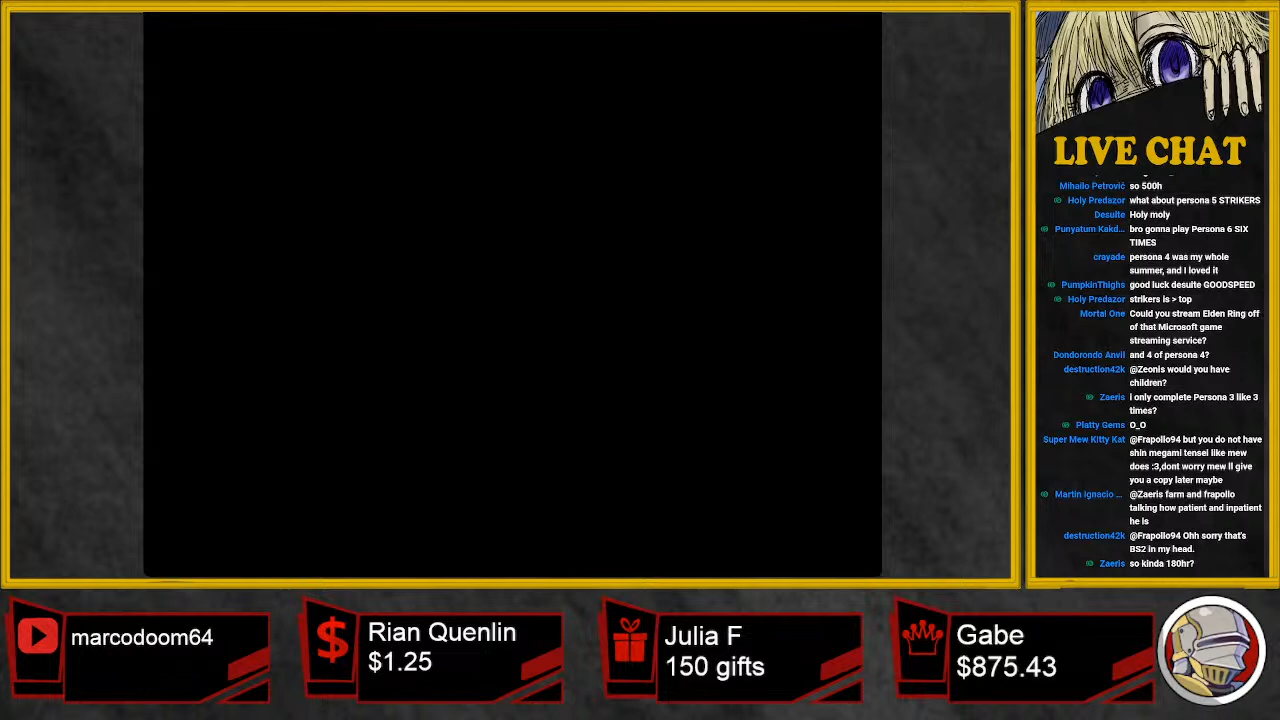 LIVE CHAT
Mihailo Petrović so 500h
Holy Predazor what about persona 5 STRIKERS
Desuite Holy moly
Punyatum Kakd... bro gonna play Persona 6 SIX
TIMES
crayade persona 4 was my whole
summer, and I loved it
PumpkinThighs good luck desuite GOODSPEED
Holy Predazor strikers is > top
Mortal One Could you stream Elden Ring off
of that Microsoft game
streaming service?
Dondorondo Anvil and 4 of persona 4?
destruction42k @Zeonis would you have
children?
Zaeris i only complete Persona 3 like 3
times?
Platty Gems O_O
Super Mew Kitty Kat @Frapollo94 but you do not have
shin megami tensei like mew
does :3,dont worry mew ll give
you a copy later maybe
Martin ignacio ... @Zaeris farm and frapollo
talking how patient and inpatient
he is
destruction42k @Frapollo94 Ohh sorry that's
BS2 in my head.
Zaeris so kinda 180hr?
marcodoom64
$
Rian Quenlin
$1.25
Julia F
150 gifts
Gabe
$875.43